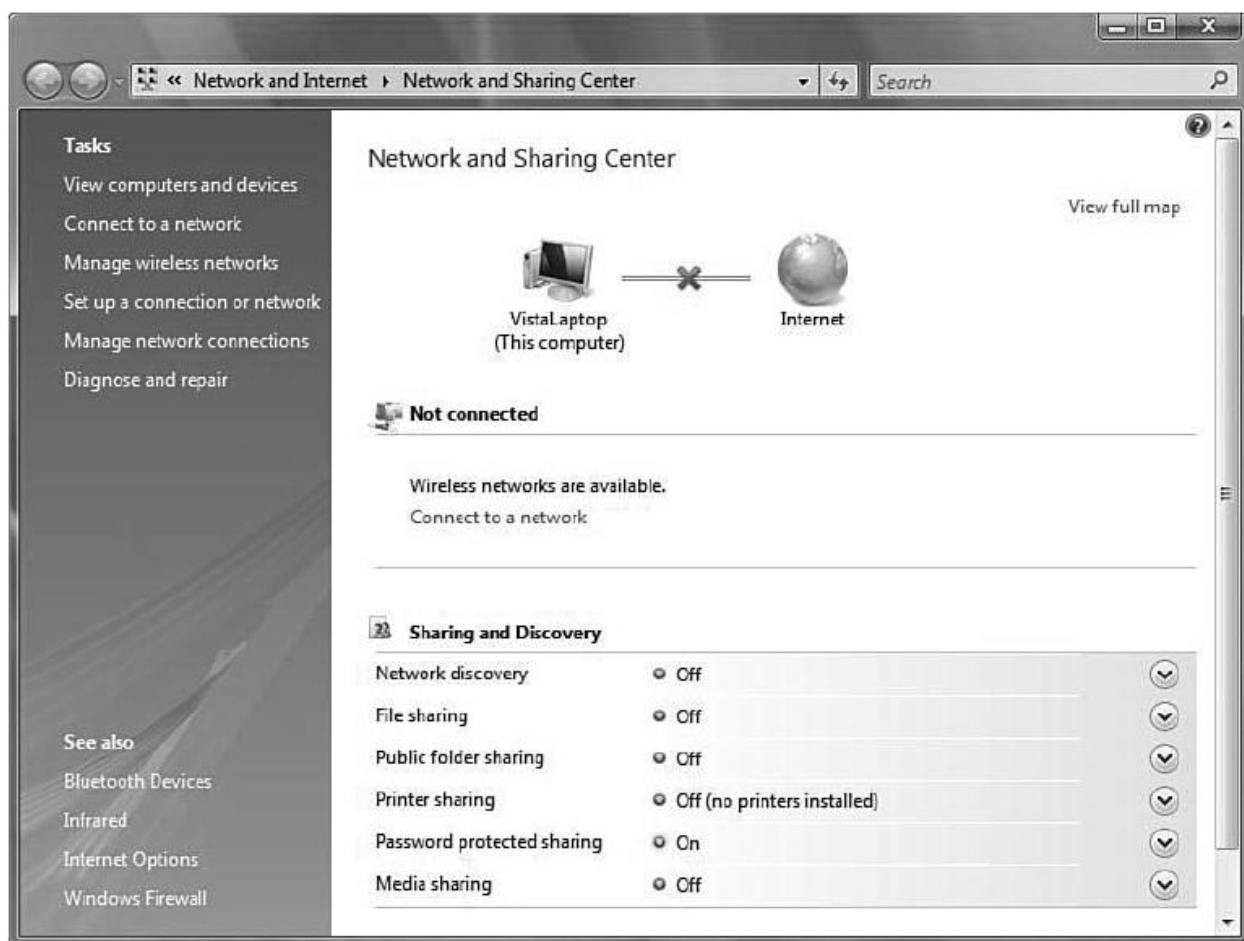 « Network and Internet ▸ Network and Sharing Center
Search
Tasks
View computers and devices
Connect to a network
Manage wireless networks
Set up a connection or network
Manage network connections
Diagnose and repair
See also
Bluetooth Devices
Infrared
Internet Options
Windows Firewall
Network and Sharing Center
View full map
VistaLaptop
(This computer)
Internet
Not connected
Wireless networks are available.
Connect to a network
Sharing and Discovery
Network discovery Off
File sharing Off
Public folder sharing Off
Printer sharing Off (no printers installed)
Password protected sharing On
Media sharing Off